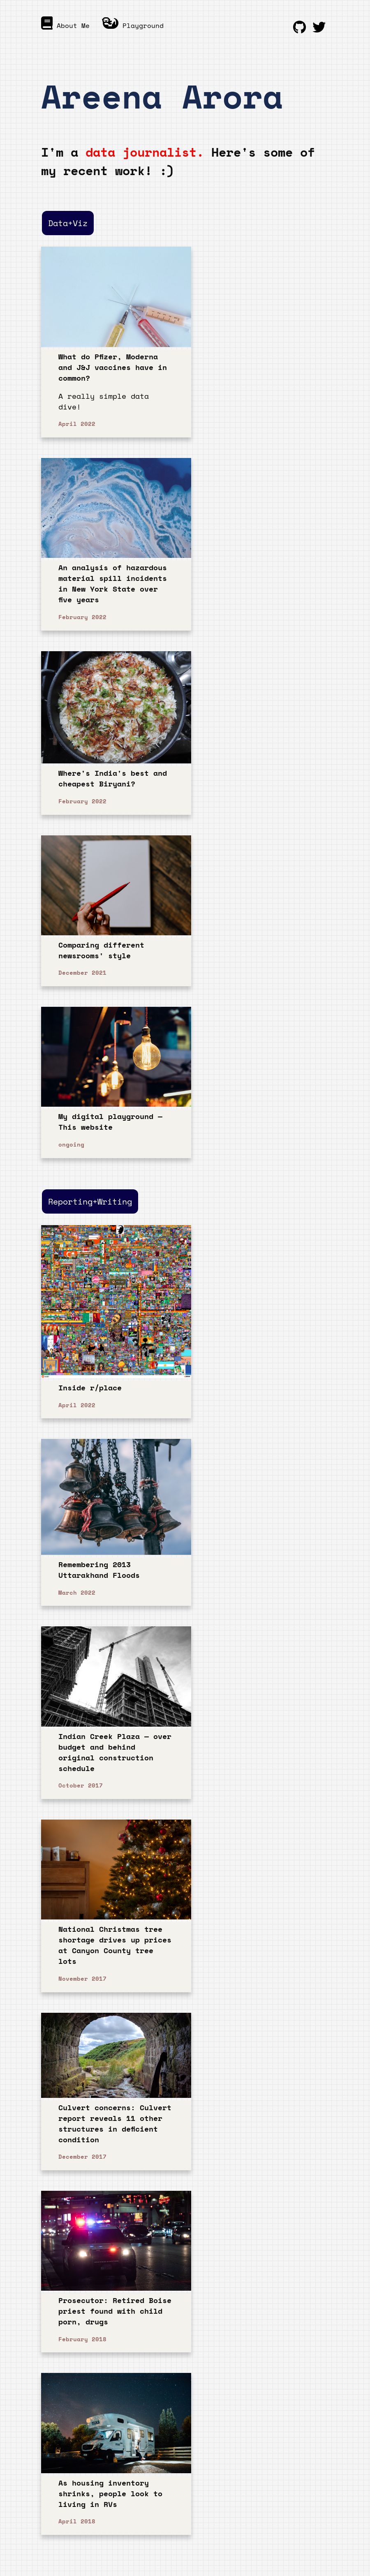 About Me
Playground
Areena Arora
I'm a data journalist. Here's some of
my recent work! :)
Data+Viz
What do Pfizer, Moderna
and J&J vaccines have in
common?
A really simple data
dive!
April 2022
An analysis of hazardous
material spill incidents
in New York State over
five years
February 2022
Where's India's best and
cheapest Biryani?
February 2022
Comparing different
newsrooms' style
December 2021
My digital playground —
This website
ongoing
Reporting+Writing
Inside r/place
April 2022
Remembering 2013
Uttarakhand Floods
March 2022
Indian Creek Plaza — over
budget and behind
original construction
schedule
October 2017
National Christmas tree
shortage drives up prices
at Canyon County tree
lots
November 2017
Culvert concerns: Culvert
report reveals 11 other
structures in deficient
condition
December 2017
Prosecutor: Retired Boise
priest found with child
porn, drugs
February 2018
As housing inventory
shrinks, people look to
living in RVs
April 2018